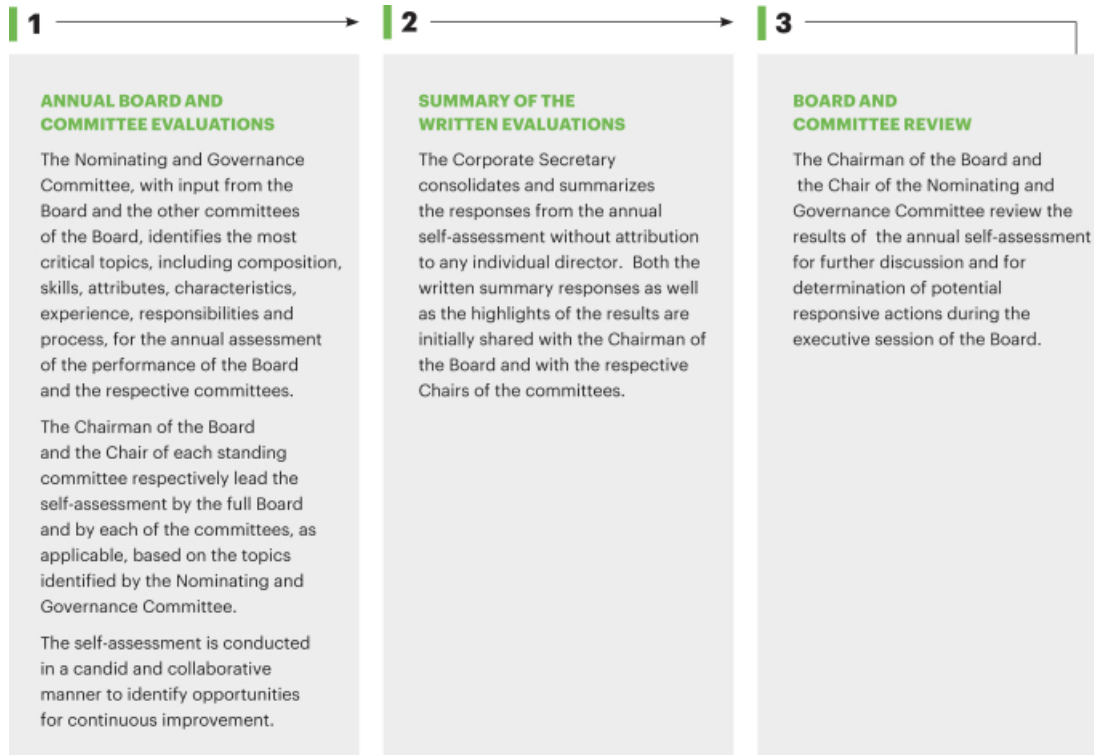 1
ANNUAL BOARD AND
COMMITTEE EVALUATIONS
The Nominating and Governance
Committee, with input from the
Board and the other committees
of the Board, identifies the most
critical topics, including composition,
skills, attributes, characteristics,
experience, responsibilities and
process, for the annual assessment
of the performance of the Board
and the respective committees.
The Chairman of the Board
and the Chair of each standing
committee respectively lead the
self-assessment by the full Board
and by each of the committees, as
applicable, based on the topics
identified by the Nominating and
Governance Committee.
The self-assessment is conducted
in a candid and collaborative
manner to identify opportunities
for continuous improvement.
2
SUMMARY OF THE
WRITTEN EVALUATIONS
The Corporate Secretary
consolidates and summarizes
the responses from the annual
self-assessment without attribution
to any individual director. Both the
written summary responses as well
as the highlights of the results are
initially shared with the Chairman of
the Board and with the respective
Chairs of the committees.
3
BOARD AND
COMMITTEE REVIEW
The Chairman of the Board and
the Chair of the Nominating and
Governance Committee review the
results of the annual self-assessment
for further discussion and for
determination of potential
responsive actions during the
executive session of the Board.